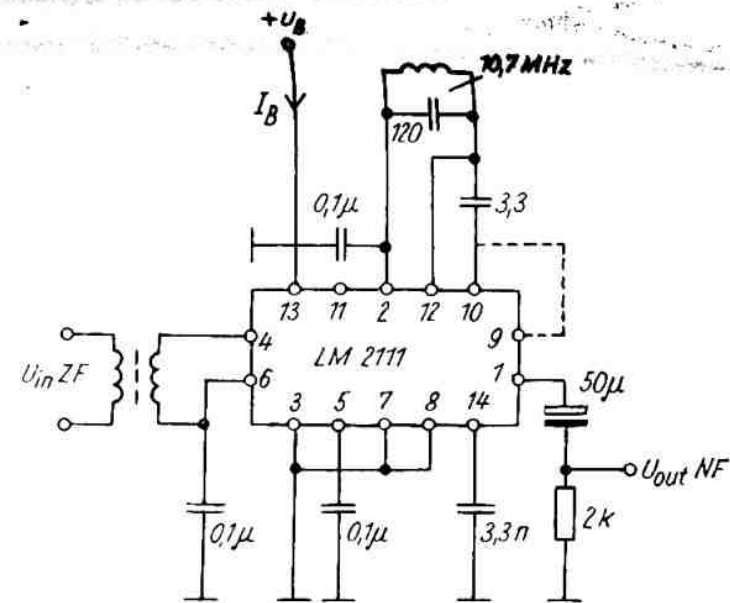 +U_B
I_B
10,7 MHz
120
0,1µ
3,3
13 11 2 12 10
4
9
U_in ZF
LM 2111
6
1
50µ
3 5 7 8 14
U_out NF
0,1µ
0,1µ
3,3n
2k